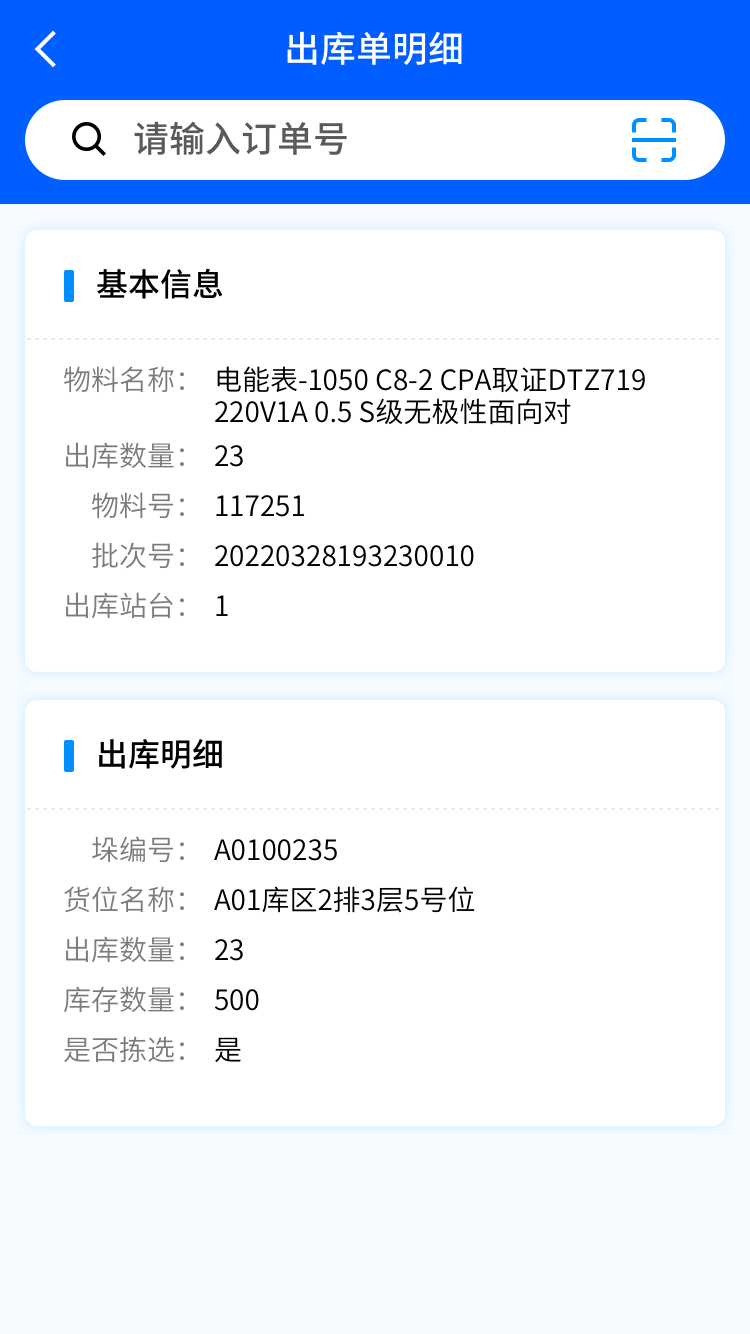 出库单明细
请输入订单号
基本信息
物料名称： 电能表-1050 C8-2 CPA取证DTZ719
220V1A 0.5 S级无极性面向对
出库数量： 23
物料号： 117251
批次号： 20220328193230010
出库站台： 1
出库明细
垛编号： A0100235
货位名称： A01库区2排3层5号位
出库数量： 23
库存数量： 500
是否拣选： 是